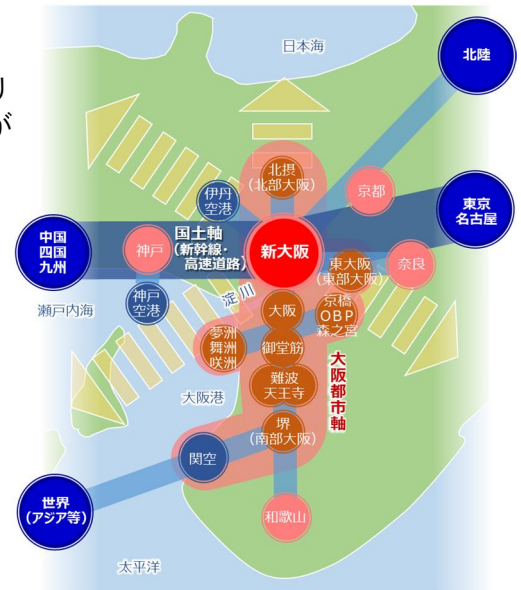 日本海
り
が
北陸
北摂
(北部大阪)
伊丹
空港
京都
東京
名古屋
中国
四国
九州
神戸
国土軸
(新幹線・
高速道路)
新大阪
東大阪
(東部大阪)
奈良
瀬戸内海
神戸
空港
淀川
大阪
京橋
OBP
森之宮
夢洲
舞洲
咲洲
御堂筋
大阪都市軸
大阪港
難波
天王寺
堺
(南部大阪)
関空
世界
(アジア等)
和歌山
太平洋